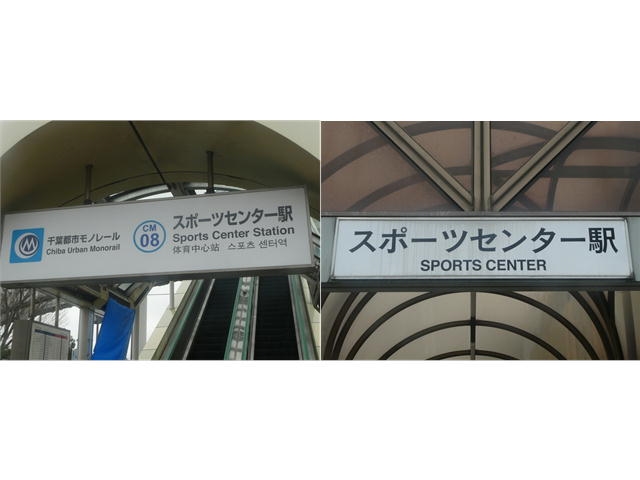 千葉都市モノレール
Chiba Urban Monorail
CM
08
スポーツセンター駅
Sports Center Station
体育中心站 스포츠 센터역
スポーツセンター駅
SPORTS CENTER